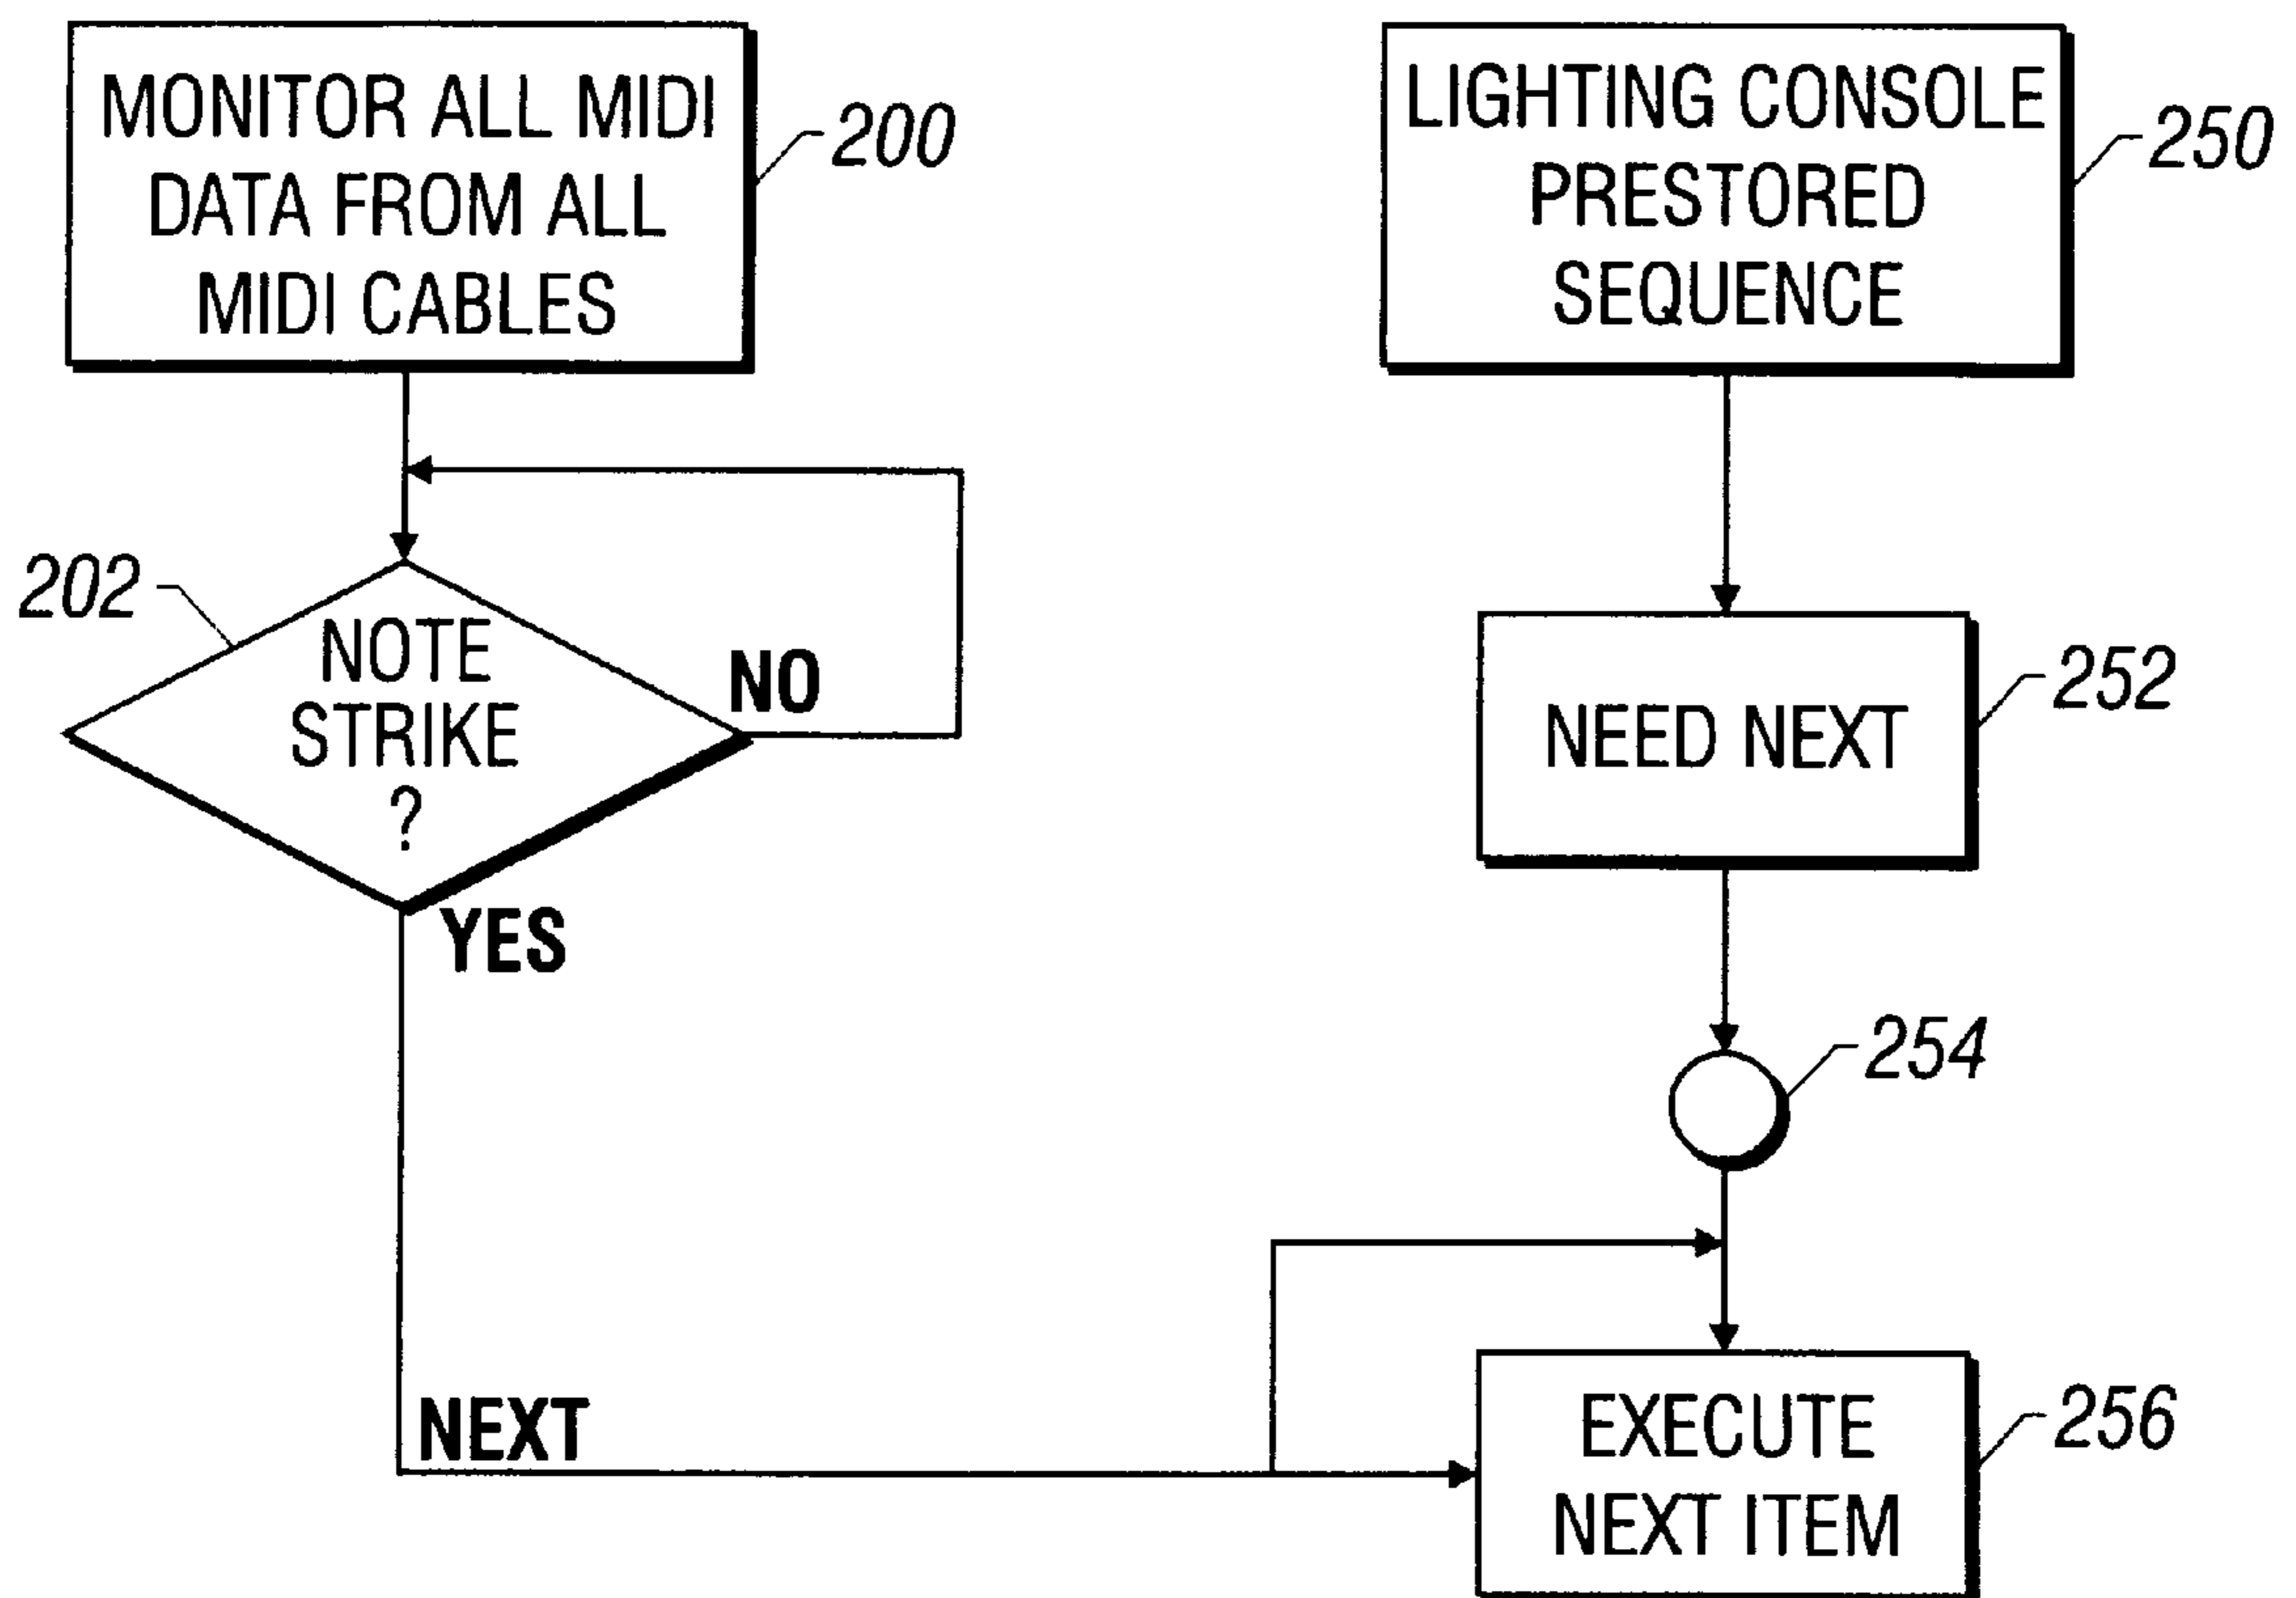 MONITOR ALL MIDI
DATA FROM ALL
MIDI CABLES
200
202
NOTE
STRIKE
?
NO
YES
NEXT
LIGHTING CONSOLE
PRESTORED
SEQUENCE
250
NEED NEXT
252
254
EXECUTE
NEXT ITEM
256